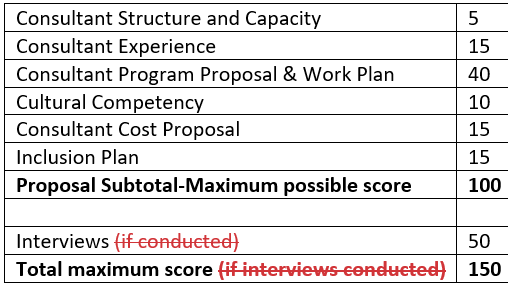 Consultant Structure and Capacity 5
Consultant Experience 15
Consultant Program Proposal & Work Plan 40
Cultural Competency 10
Consultant Cost Proposal 15
Inclusion Plan 15
Proposal Subtotal-Maximum possible score 100
Interviews (if conducted) 50
Total maximum score (if interviews conducted) 150